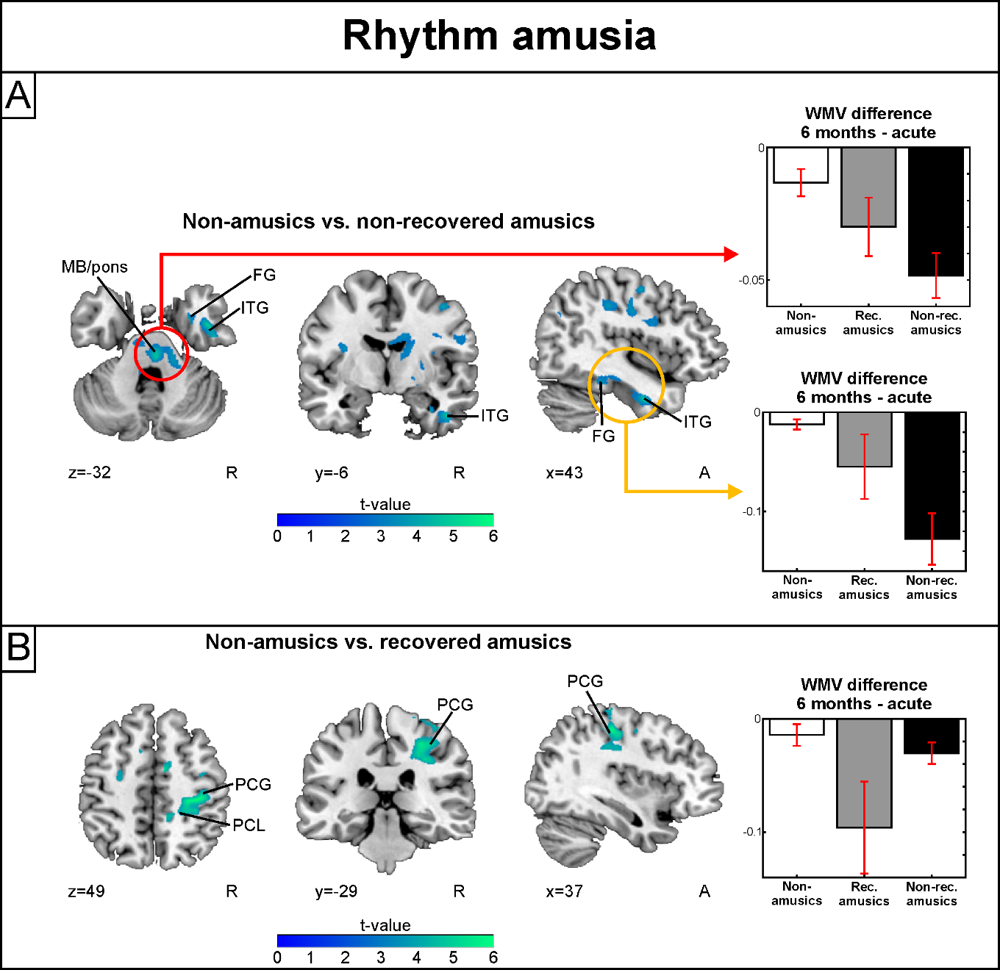 Rhythm amusia
A
WMV difference
6 months - acute
0
-0.05
Non-
amusics
Rec.
amusics
Non-rec.
amusics
Non-amusics vs. non-recovered amusics
MB/pons
FG
ITG
ITG
FG
ITG
z=-32
R
y=-6
R
x=43
A
t-value
0 1 2 3 4 5 6
WMV difference
6 months - acute
0
-0.1
Non-
amusics
Rec.
amusics
Non-rec.
amusics
B
Non-amusics vs. recovered amusics
PCG
PCL
PCG
PCG
z=49
R
y=-29
R
x=37
A
t-value
0 1 2 3 4 5 6
WMV difference
6 months - acute
0
-0.1
Non-
amusics
Rec.
amusics
Non-rec.
amusics